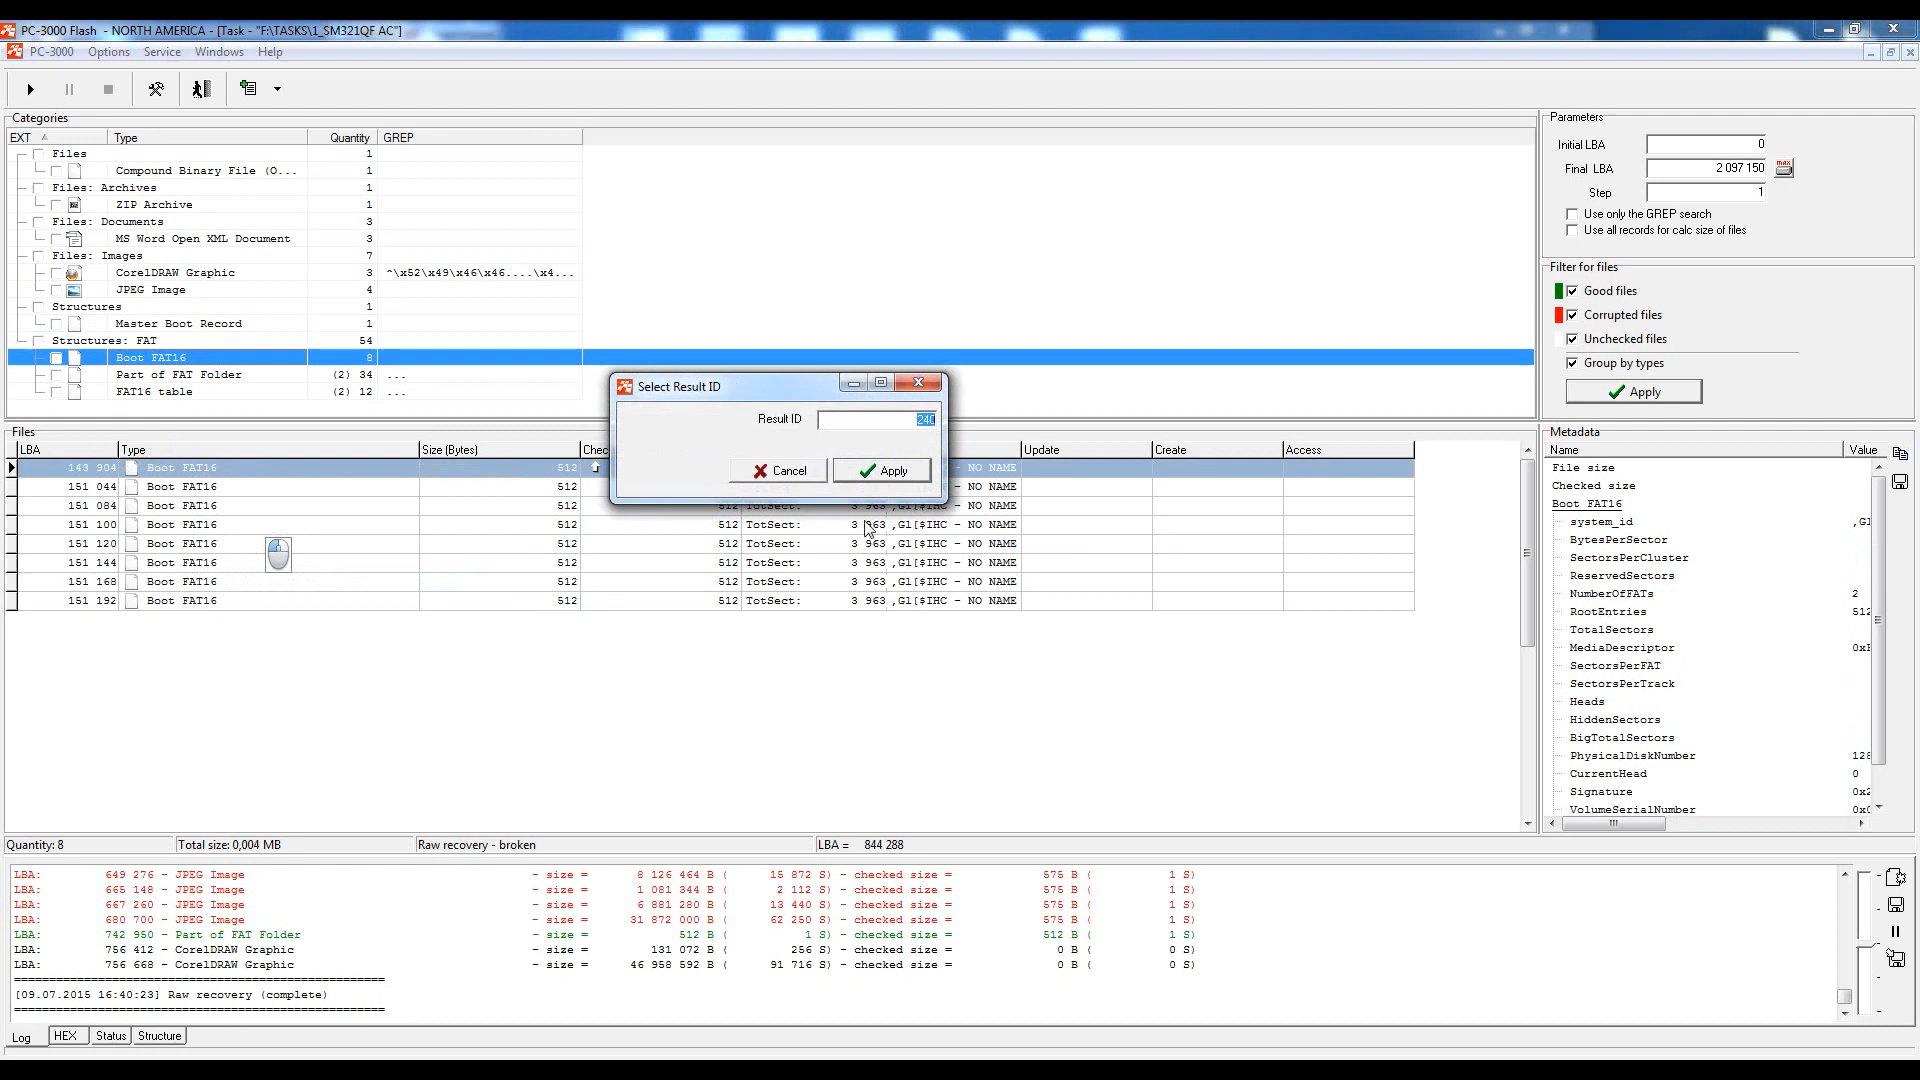 PC-3000 Flash - NORTH AMERICA - [Task - "F:\TASKS\1_SM321QF AC"]
PC-3000 Options Service Windows Help
Categories
EXT Type Quantity GREP
Files 1
Compound Binary File (O... 1
Files: Archives 1
ZIP Archive 1
Files: Documents 3
MS Word Open XML Document 3
Files: Images 7
CorelDRAW Graphic 3 ^\x52\x49\x46\x46....\x4...
JPEG Image 4
Structures 1
Master Boot Record 1
Structures: FAT 54
Boot FAT16 8
Part of FAT Folder (2) 34 ...
FAT16 table (2) 12 ...
Parameters
Initial LBA 0
Final LBA 2 097 150 MAX
Step 1
Use only the GREP search
Use all records for calc size of files
Filter for files
Good files
Corrupted files
Unchecked files
Group by types
Apply
Select Result ID
Result ID 240
Cancel Apply
Files
LBA Type Size (Bytes) Chec Update Create Access
143 904 Boot FAT16 512 - NO NAME
151 044 Boot FAT16 512 - NO NAME
151 084 Boot FAT16 512 512 TotSect: 3 963 ,Gl[$IHC - NO NAME
151 100 Boot FAT16 512 512 TotSect: 3 963 ,Gl[$IHC - NO NAME
151 120 Boot FAT16 512 512 TotSect: 3 963 ,Gl[$IHC - NO NAME
151 144 Boot FAT16 512 512 TotSect: 3 963 ,Gl[$IHC - NO NAME
151 168 Boot FAT16 512 512 TotSect: 3 963 ,Gl[$IHC - NO NAME
151 192 Boot FAT16 512 512 TotSect: 3 963 ,Gl[$IHC - NO NAME
Metadata
Name Value
File size
Checked size
Boot FAT16
system_id ,Gl
BytesPerSector
SectorsPerCluster
ReservedSectors
NumberOfFATs 2
RootEntries 512
TotalSectors
MediaDescriptor 0xF
SectorsPerFAT
SectorsPerTrack
Heads
HiddenSectors
BigTotalSectors
PhysicalDiskNumber 128
CurrentHead 0
Signature 0x2
VolumeSerialNumber 0x0
Quantity: 8 Total size: 0,004 MB Raw recovery - broken LBA = 844 288
LBA: 649 276 - JPEG Image - size = 8 126 464 B ( 15 872 S) - checked size = 575 B ( 1 S)
LBA: 665 148 - JPEG Image - size = 1 081 344 B ( 2 112 S) - checked size = 575 B ( 1 S)
LBA: 667 260 - JPEG Image - size = 6 881 280 B ( 13 440 S) - checked size = 575 B ( 1 S)
LBA: 680 700 - JPEG Image - size = 31 872 000 B ( 62 250 S) - checked size = 575 B ( 1 S)
LBA: 742 950 - Part of FAT Folder - size = 512 B ( 1 S) - checked size = 512 B ( 1 S)
LBA: 756 412 - CorelDRAW Graphic - size = 131 072 B ( 256 S) - checked size = 0 B ( 0 S)
LBA: 756 668 - CorelDRAW Graphic - size = 46 958 592 B ( 91 716 S) - checked size = 0 B ( 0 S)
=====================================================
[09.07.2015 16:40:23] Raw recovery (complete)
=====================================================
Log HEX Status Structure